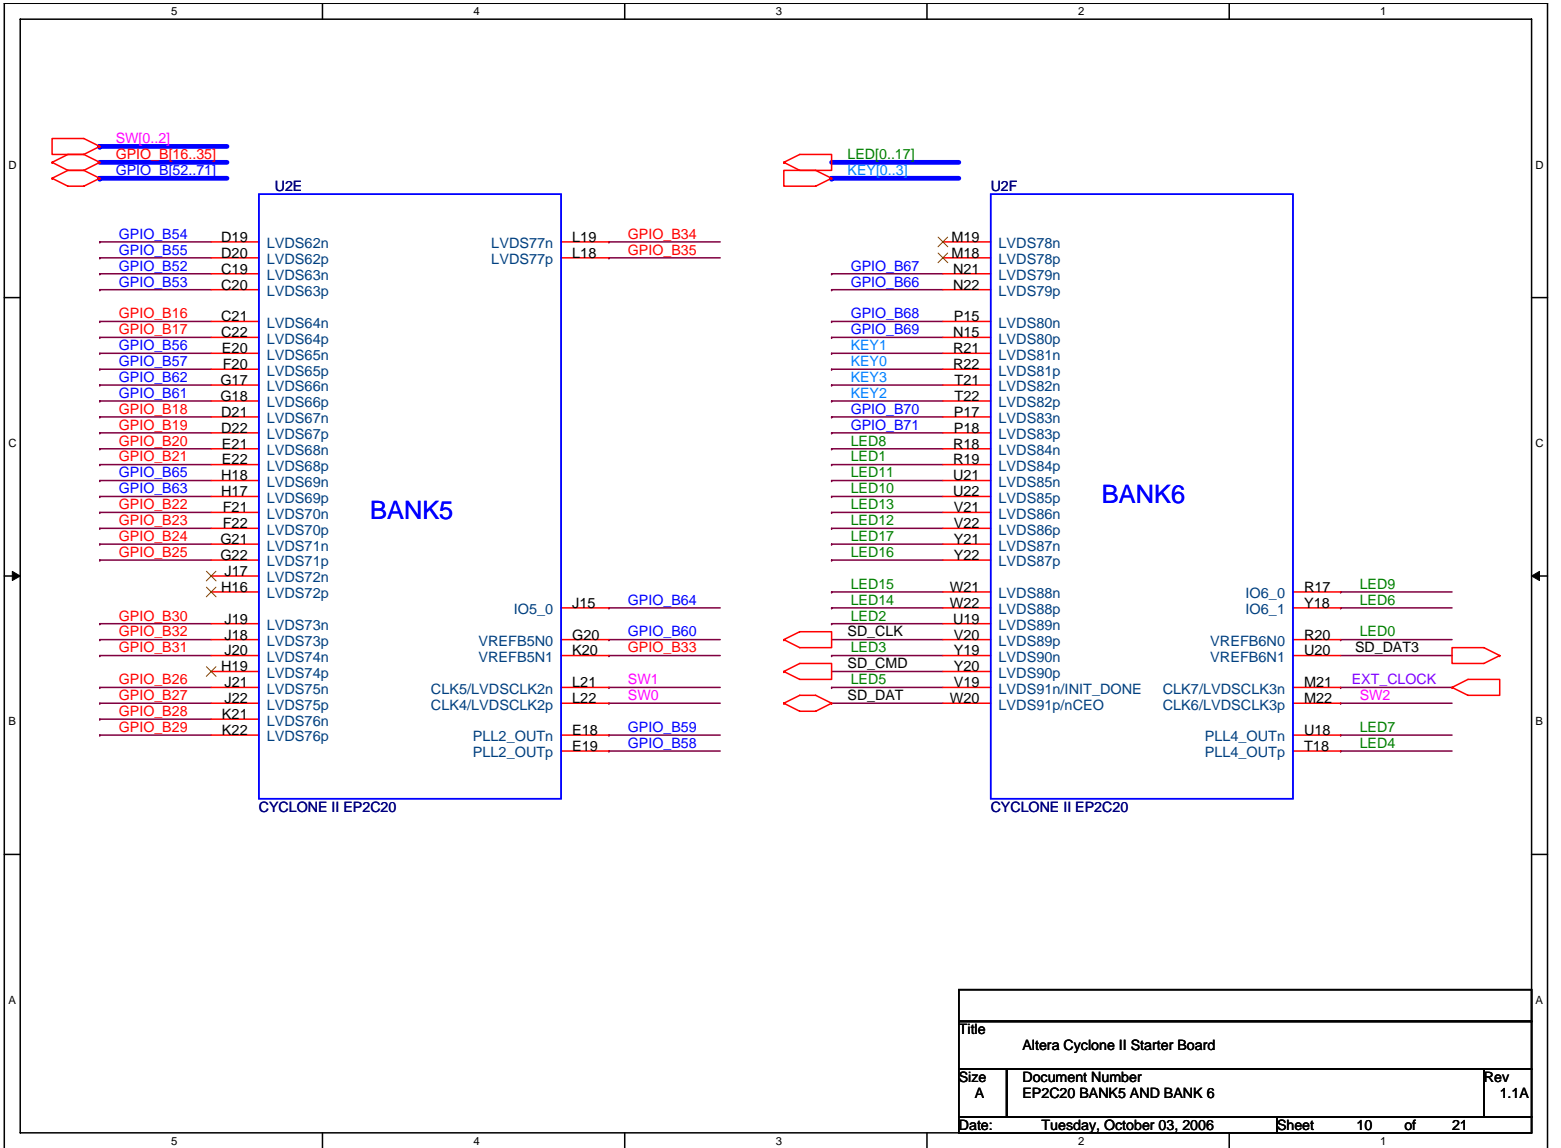 5 4 3 2 1
D D
C C
B B
A A
SW[0..2]
GPIO_B[16..35]
GPIO_B[52..71]
U2E
GPIO_B54 D19 LVDS62n
GPIO_B55 D20 LVDS62p
GPIO_B52 C19 LVDS63n
GPIO_B53 C20 LVDS63p
GPIO_B16 C21 LVDS64n
GPIO_B17 C22 LVDS64p
GPIO_B56 E20 LVDS65n
GPIO_B57 F20 LVDS65p
GPIO_B62 G17 LVDS66n
GPIO_B61 G18 LVDS66p
GPIO_B18 D21 LVDS67n
GPIO_B19 D22 LVDS67p
GPIO_B20 E21 LVDS68n
GPIO_B21 E22 LVDS68p
GPIO_B65 H18 LVDS69n
GPIO_B63 H17 LVDS69p
GPIO_B22 F21 LVDS70n
GPIO_B23 F22 LVDS70p
GPIO_B24 G21 LVDS71n
GPIO_B25 G22 LVDS71p
J17 LVDS72n
H16 LVDS72p
GPIO_B30 J19 LVDS73n
GPIO_B32 J18 LVDS73p
GPIO_B31 J20 LVDS74n
H19 LVDS74p
GPIO_B26 J21 LVDS75n
GPIO_B27 J22 LVDS75p
GPIO_B28 K21 LVDS76n
GPIO_B29 K22 LVDS76p
BANK5
LVDS77n L19 GPIO_B34
LVDS77p L18 GPIO_B35
IO5_0 J15 GPIO_B64
VREFB5N0 G20 GPIO_B60
VREFB5N1 K20 GPIO_B33
CLK5/LVDSCLK2n L21 SW1
CLK4/LVDSCLK2p L22 SW0
PLL2_OUTn E18 GPIO_B59
PLL2_OUTp E19 GPIO_B58
CYCLONE II EP2C20
LED[0..17]
KEY[0..3]
U2F
M19 LVDS78n
M18 LVDS78p
GPIO_B67 N21 LVDS79n
GPIO_B66 N22 LVDS79p
GPIO_B68 P15 LVDS80n
GPIO_B69 N15 LVDS80p
KEY1 R21 LVDS81n
KEY0 R22 LVDS81p
KEY3 T21 LVDS82n
KEY2 T22 LVDS82p
GPIO_B70 P17 LVDS83n
GPIO_B71 P18 LVDS83p
LED8 R18 LVDS84n
LED1 R19 LVDS84p
LED11 U21 LVDS85n
LED10 U22 LVDS85p
LED13 V21 LVDS86n
LED12 V22 LVDS86p
LED17 Y21 LVDS87n
LED16 Y22 LVDS87p
LED15 W21 LVDS88n
LED14 W22 LVDS88p
LED2 U19 LVDS89n
SD_CLK V20 LVDS89p
LED3 Y19 LVDS90n
SD_CMD Y20 LVDS90p
LED5 V19 LVDS91n/INIT_DONE
SD_DAT W20 LVDS91p/nCEO
BANK6
IO6_0 R17 LED9
IO6_1 Y18 LED6
VREFB6N0 R20 LED0
VREFB6N1 U20 SD_DAT3
CLK7/LVDSCLK3n M21 EXT_CLOCK
CLK6/LVDSCLK3p M22 SW2
PLL4_OUTn U18 LED7
PLL4_OUTp T18 LED4
CYCLONE II EP2C20
Title
Altera Cyclone II Starter Board
Size Document Number Rev
A EP2C20 BANK5 AND BANK 6 1.1A
Date: Tuesday, October 03, 2006 Sheet 10 of 21
5 4 3 2 1